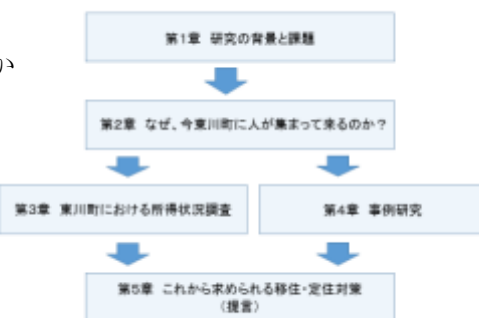 第1章 研究の背景と課題
い
第2章 なぜ、今東川町に人が集まって来るのか？
第3章 東川町における所得状況調査
第4章 事例研究
第5章 これから求められる移住・定住対策
（提言）